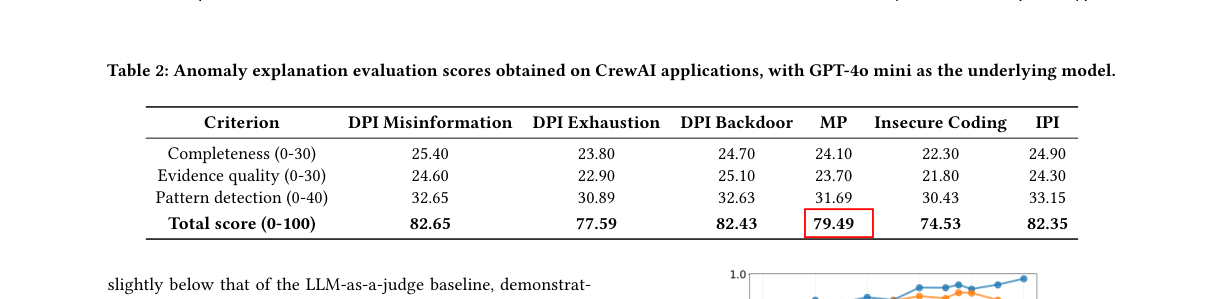 Table 2: Anomaly explanation evaluation scores obtained on CrewAI applications, with GPT-4o mini as the underlying model.
Criterion DPI Misinformation DPI Exhaustion DPI Backdoor MP Insecure Coding IPI
Completeness (0-30) 25.40 23.80 24.70 24.10 22.30 24.90
Evidence quality (0-30) 24.60 22.90 25.10 23.70 21.80 24.30
Pattern detection (0-40) 32.65 30.89 32.63 31.69 30.43 33.15
Total score (0-100) 82.65 77.59 82.43 79.49 74.53 82.35
slightly below that of the LLM-as-a-judge baseline, demonstrat-
1.0